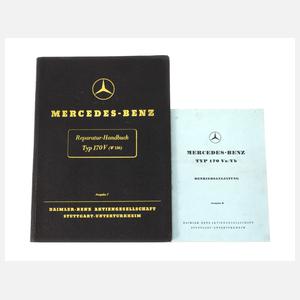 MERCEDES-BENZ
Reparatur-Handbuch
Typ 170 V (W 136)
Ausgabe C
DAIMLER-BENZ AKTIENGESELLSCHAFT
STUTTGART-UNTERTÜRKHEIM
MERCEDES-BENZ
TYP 170 Va/Vb
BETRIEBSANLEITUNG
DAIMLER-BENZ AKTIENGESELLSCHAFT
STUTTGART-UNTERTÜRKHEIM